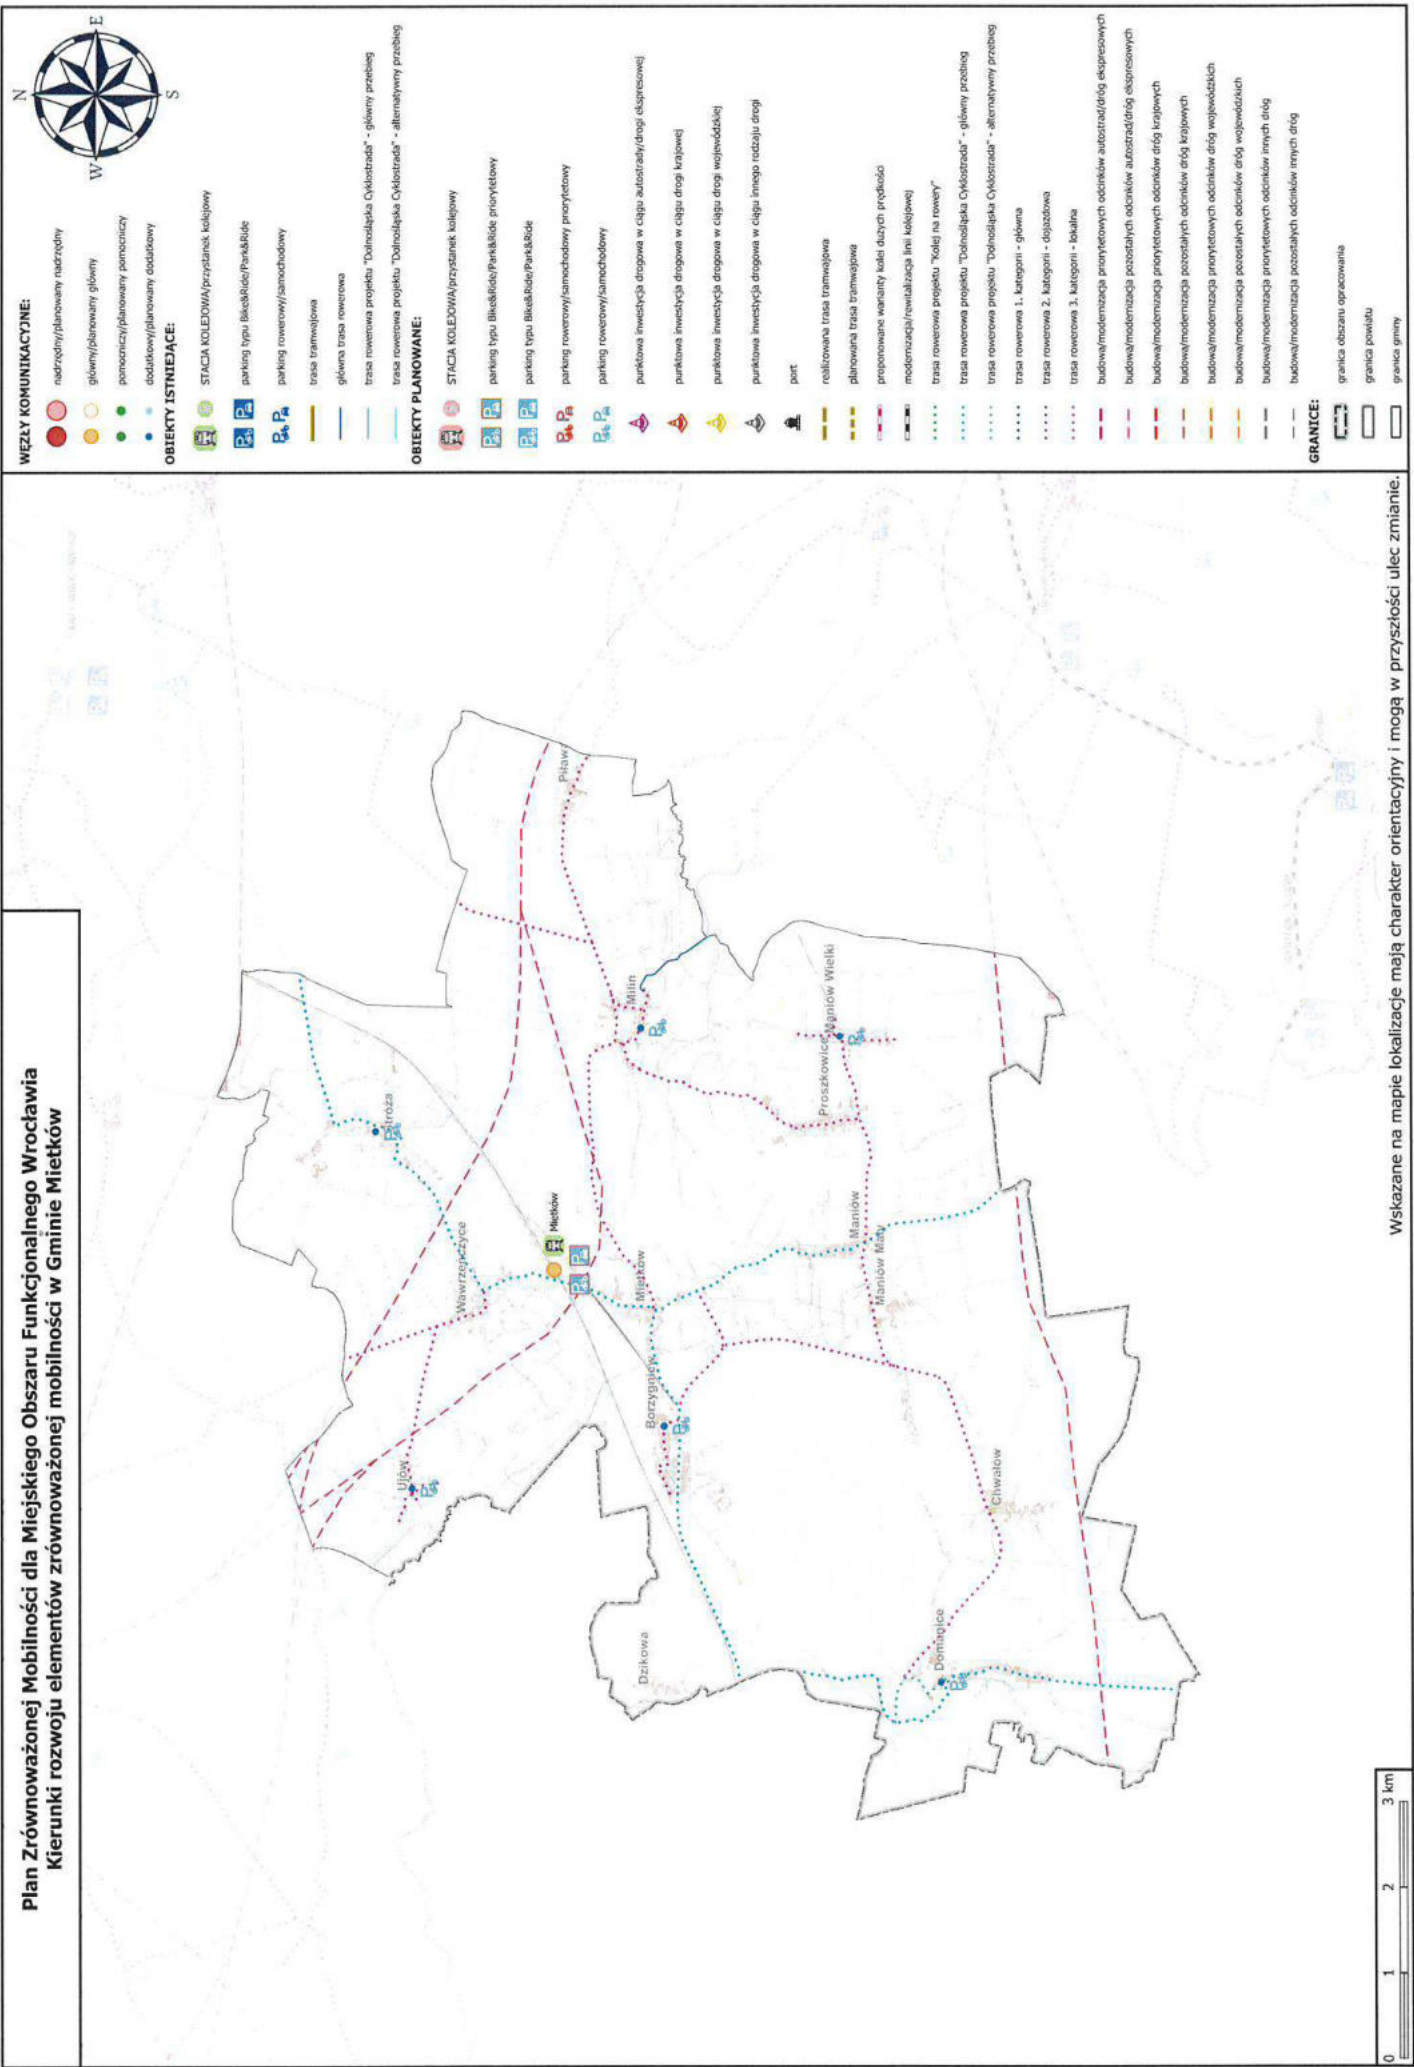 Plan Zrównoważonej Mobilności dla Miejskiego Obszaru Funkcjonalnego Wrocławia
Kierunki rozwoju elementów zrównoważonej mobilności w Gminie Mietków
Stróża
Wawrzeńczyce
Mietków
Ujów
Piław
Milin
Mietków
Borzygniew
Dzikowa
Proszkowice
Maniów Wielki
Maniów
Maniów Mały
Chwałów
Domanice
0 1 2 3 km
Wskazane na mapie lokalizacje mają charakter orientacyjny i mogą w przyszłości ulec zmianie.
N
E
S
W
WĘZŁY KOMUNIKACYJNE:
nadrzędny/planowany nadrzędny
główny/planowany główny
pomocniczy/planowany pomocniczy
dodatkowy/planowany dodatkowy
OBIEKTY ISTNIEJĄCE:
STACJA KOLEJOWA/przystanek kolejowy
parking typu Bike&Ride/Park&Ride
parking rowerowy/samochodowy
trasa tramwajowa
główna trasa rowerowa
trasa rowerowa projektu "Dolnośląska Cyklostrada" - główny przebieg
trasa rowerowa projektu "Dolnośląska Cyklostrada" - alternatywny przebieg
OBIEKTY PLANOWANE:
STACJA KOLEJOWA/przystanek kolejowy
parking typu Bike&Ride/Park&Ride priorytetowy
parking typu Bike&Ride/Park&Ride
parking rowerowy/samochodowy priorytetowy
parking rowerowy/samochodowy
punktowa inwestycja drogowa w ciągu autostrady/drogi ekspresowej
punktowa inwestycja drogowa w ciągu drogi krajowej
punktowa inwestycja drogowa w ciągu drogi wojewódzkiej
punktowa inwestycja drogowa w ciągu innego rodzaju drogi
port
realizowana trasa tramwajowa
planowana trasa tramwajowa
proponowane warianty kolei dużych prędkości
modernizacja/rewitalizacja linii kolejowej
trasa rowerowa projektu "Kolej na rowery"
trasa rowerowa projektu "Dolnośląska Cyklostrada" - główny przebieg
trasa rowerowa projektu "Dolnośląska Cyklostrada" - alternatywny przebieg
trasa rowerowa 1. kategorii - główna
trasa rowerowa 2. kategorii - dojazdowa
trasa rowerowa 3. kategorii - lokalna
budowa/modernizacja priorytetowych odcinków autostrad/dróg ekspresowych
budowa/modernizacja pozostałych odcinków autostrad/dróg ekspresowych
budowa/modernizacja priorytetowych odcinków dróg krajowych
budowa/modernizacja pozostałych odcinków dróg krajowych
budowa/modernizacja priorytetowych odcinków dróg wojewódzkich
budowa/modernizacja pozostałych odcinków dróg wojewódzkich
budowa/modernizacja priorytetowych odcinków innych dróg
budowa/modernizacja pozostałych odcinków innych dróg
GRANICE:
granica obszaru opracowania
granica powiatu
granica gminy